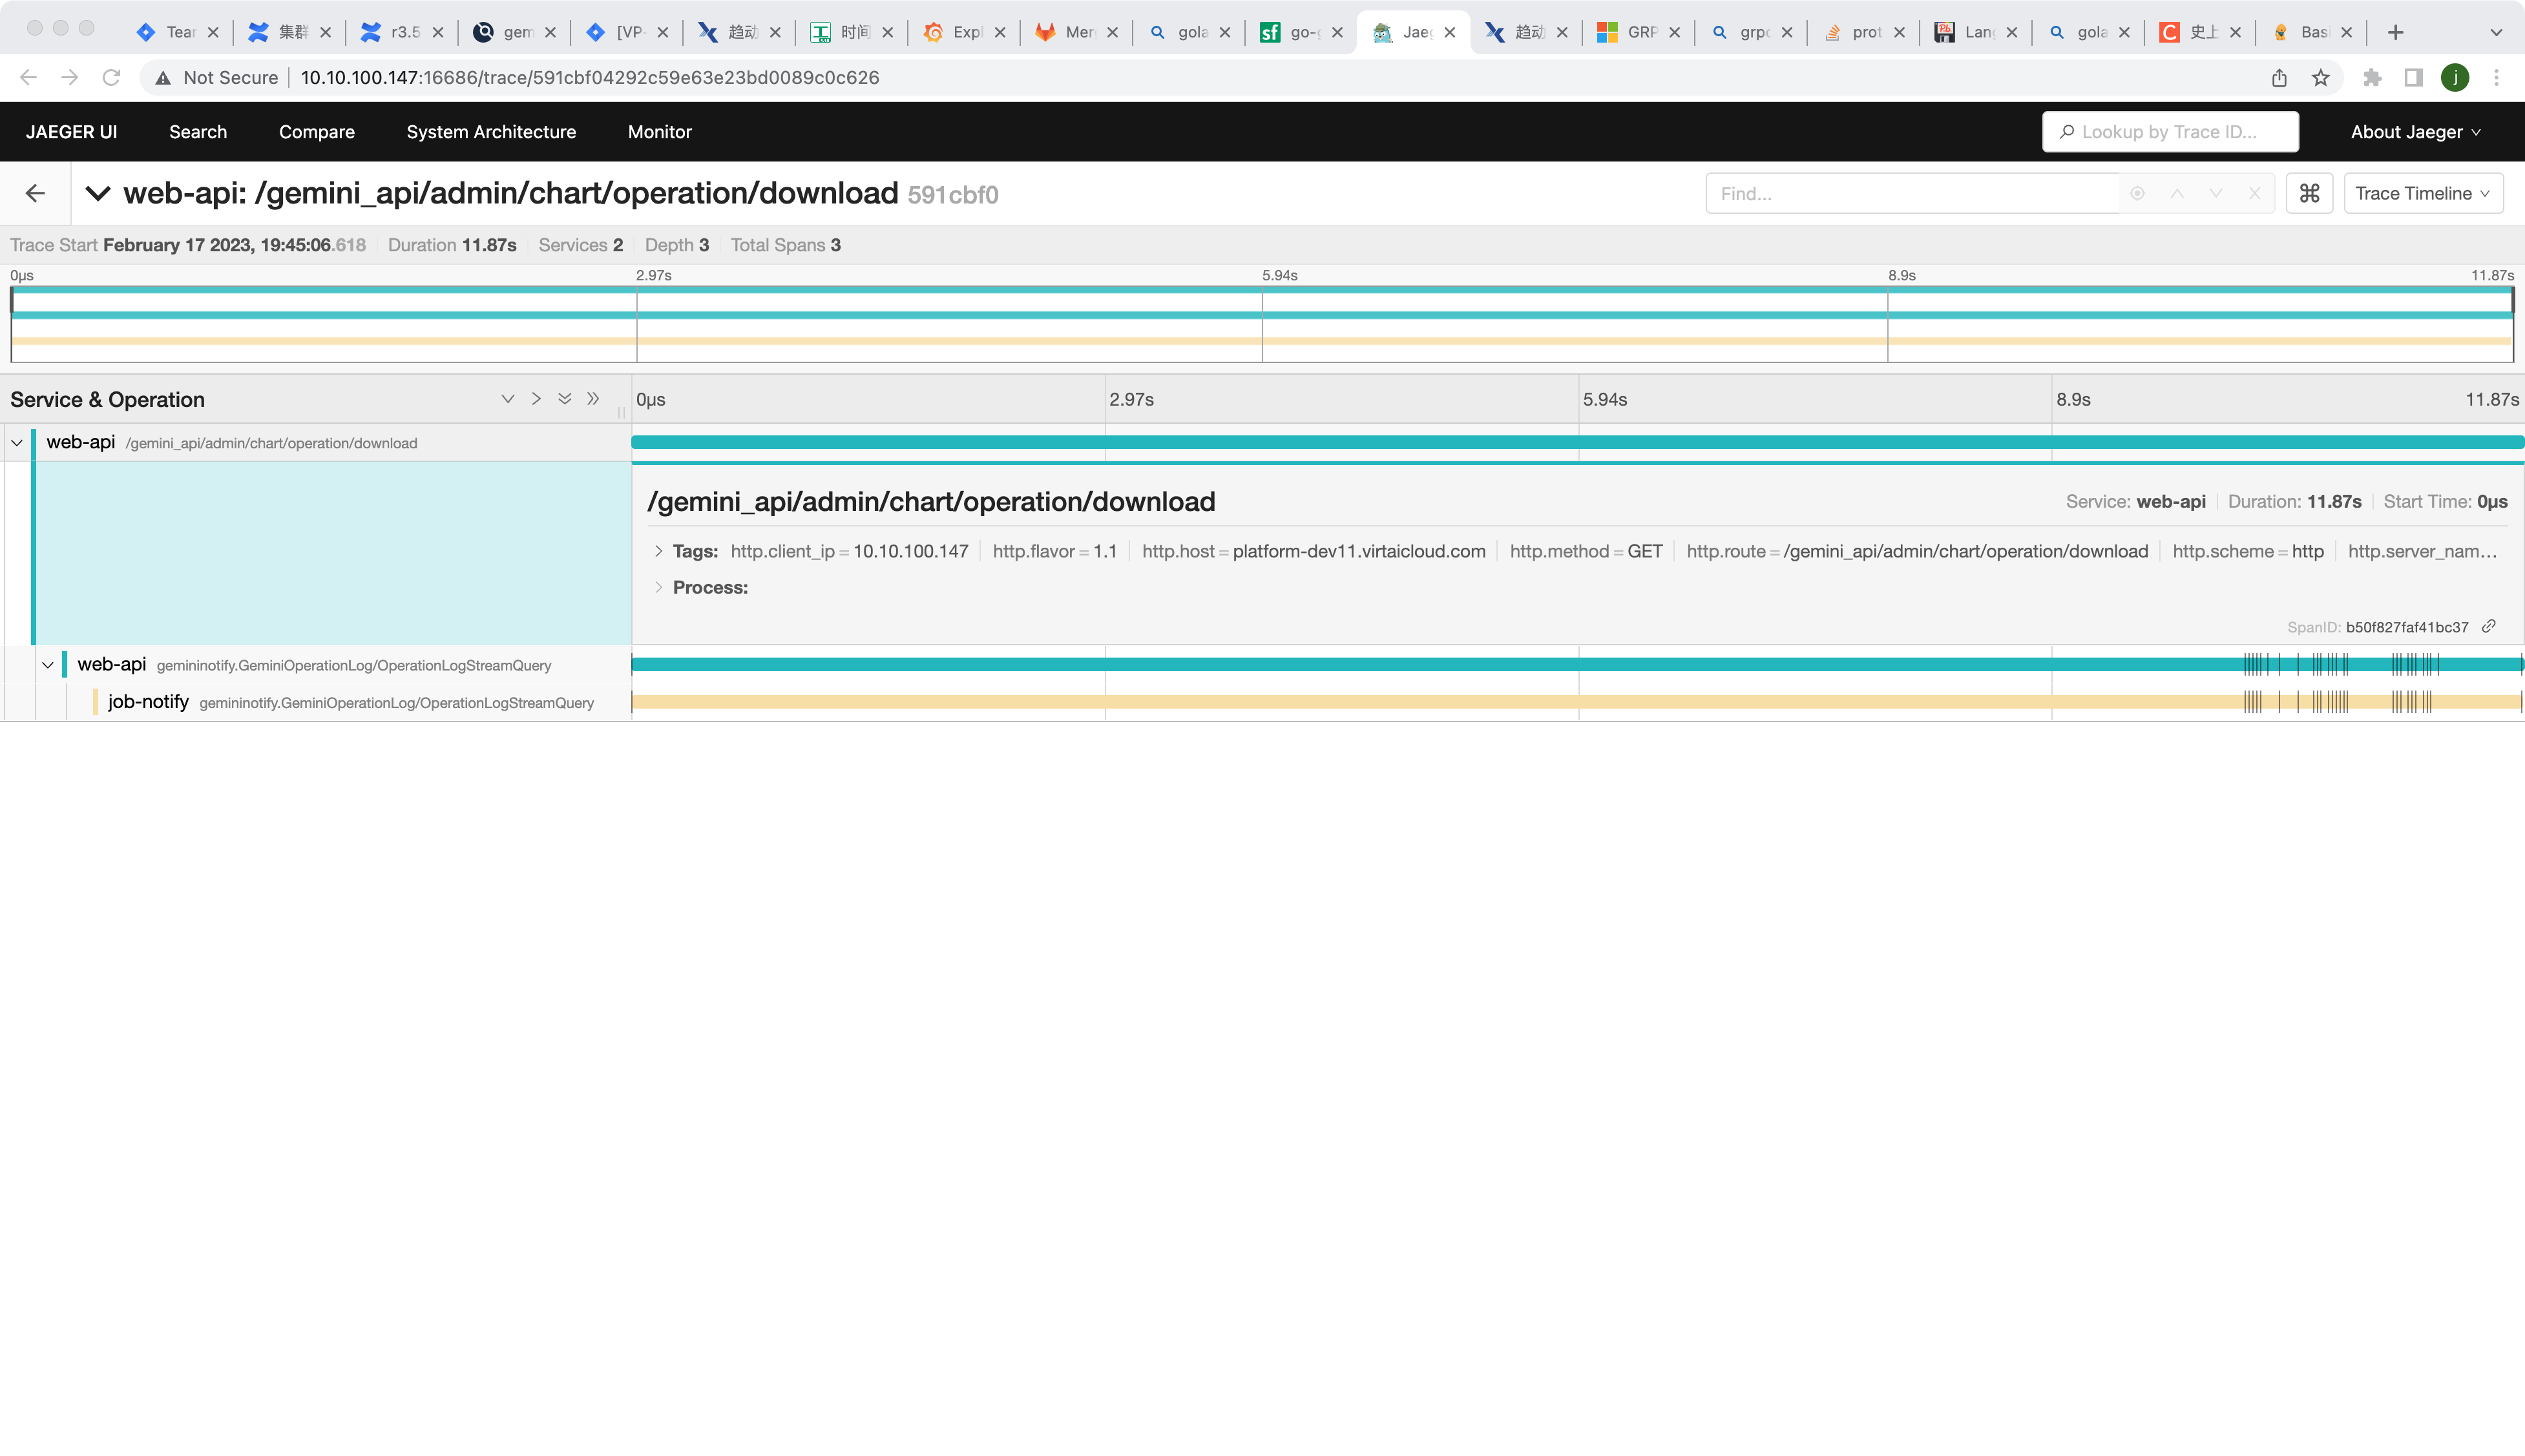 Tear 集群 r3.5 gem [VP- 趋动 时间 Expl Mer gola go-g Jaeg 趋动 GRP grpc prot Lang gola 史上 Basi
Not Secure 10.10.100.147:16686/trace/591cbf04292c59e63e23bd0089c0c626 j
JAEGER UI Search Compare System Architecture Monitor Lookup by Trace ID... About Jaeger
web-api: /gemini_api/admin/chart/operation/download 591cbf0 Find... ⌘ Trace Timeline
Trace Start February 17 2023, 19:45:06.618 Duration 11.87s Services 2 Depth 3 Total Spans 3
0μs 2.97s 5.94s 8.9s 11.87s
Service & Operation 0μs 2.97s 5.94s 8.9s 11.87s
web-api /gemini_api/admin/chart/operation/download
/gemini_api/admin/chart/operation/download Service: web-api Duration: 11.87s Start Time: 0μs
Tags: http.client_ip = 10.10.100.147 http.flavor = 1.1 http.host = platform-dev11.virtaicloud.com http.method = GET http.route = /gemini_api/admin/chart/operation/download http.scheme = http http.server_nam...
Process:
SpanID: b50f827faf41bc37
web-api gemininotify.GeminiOperationLog/OperationLogStreamQuery
job-notify gemininotify.GeminiOperationLog/OperationLogStreamQuery